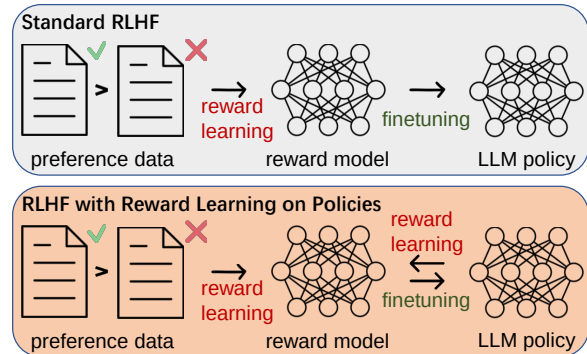 Standard RLHF
>
reward
learning
finetuning
preference data
reward model
LLM policy
RLHF with Reward Learning on Policies
>
reward
learning
reward
learning
finetuning
preference data
reward model
LLM policy